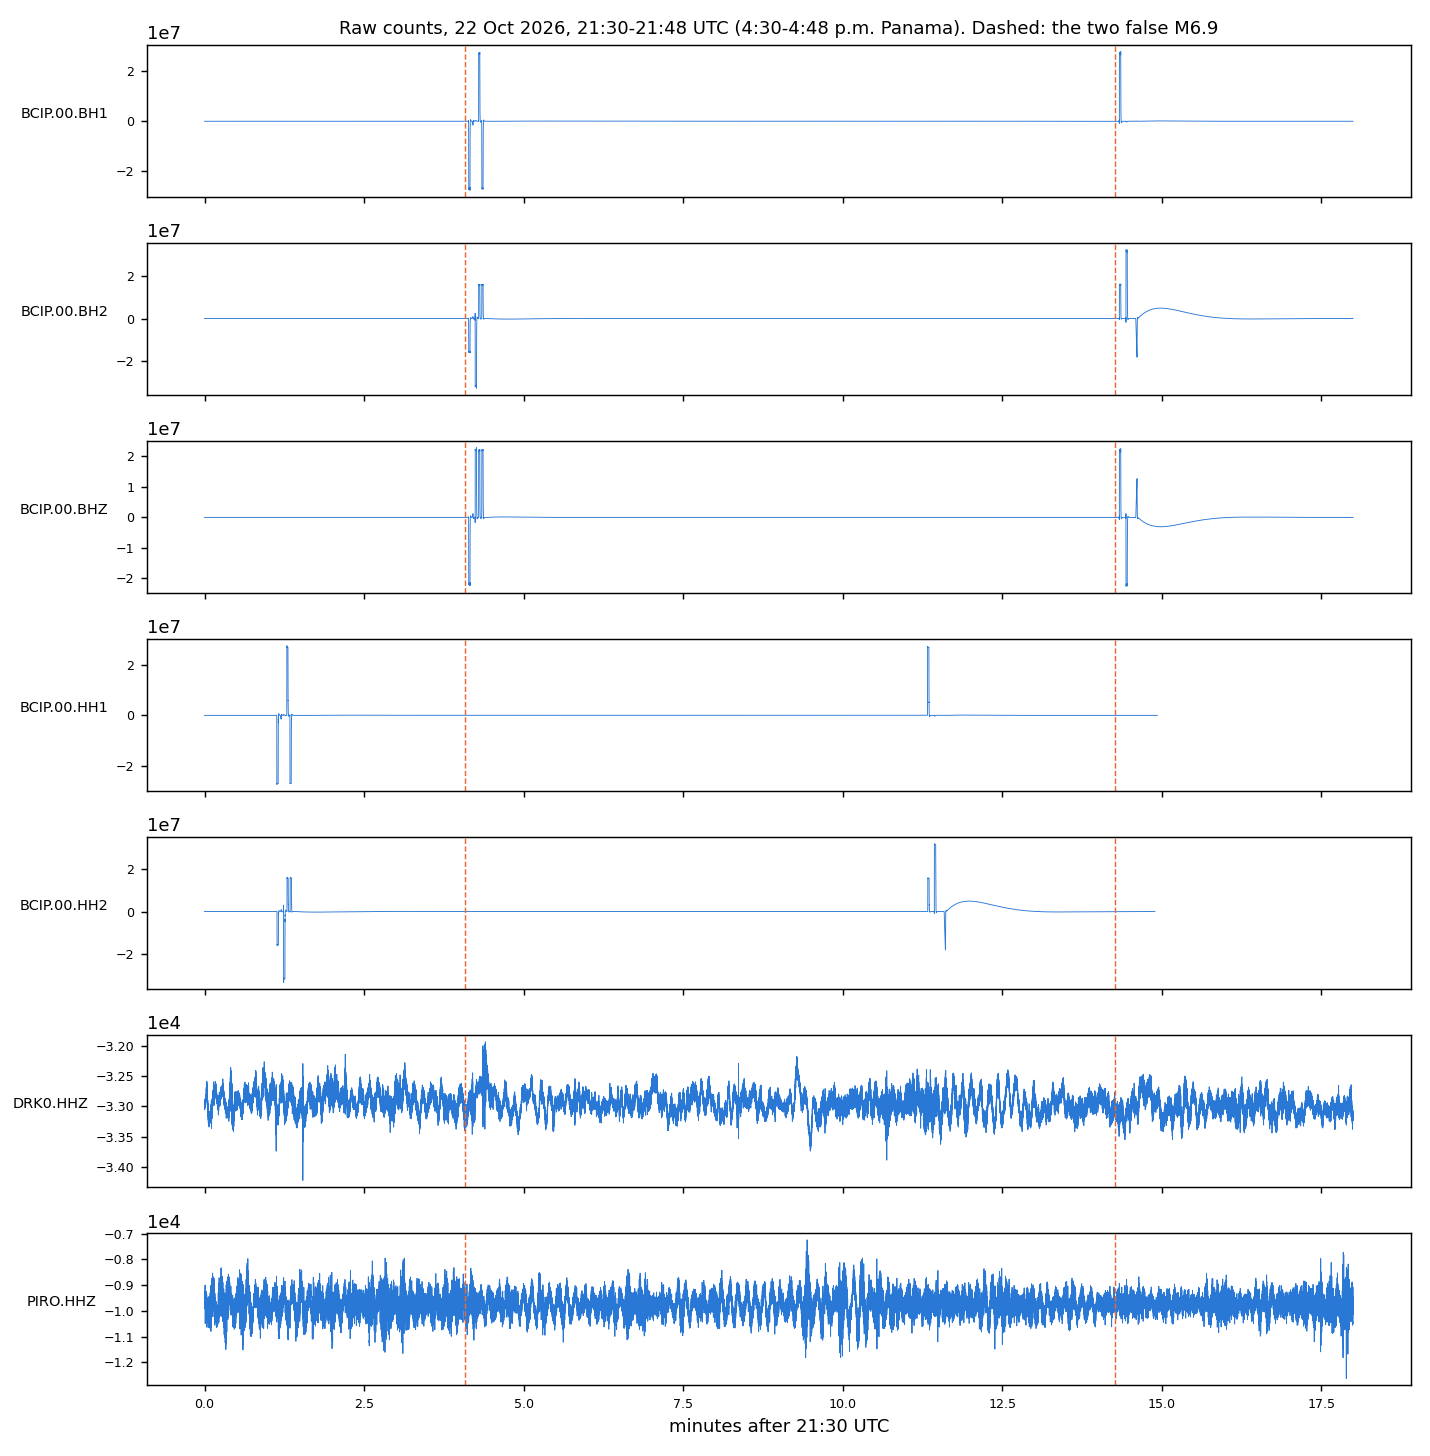 Raw counts, 22 Oct 2026, 21:30-21:48 UTC (4:30-4:48 p.m. Panama). Dashed: the two false M6.9
1e7
2
0
−2
BCIP.00.BH1
1e7
2
0
−2
BCIP.00.BH2
1e7
2
1
0
−1
−2
BCIP.00.BHZ
1e7
2
0
−2
BCIP.00.HH1
1e7
2
0
−2
BCIP.00.HH2
1e4
−3.20
−3.25
−3.30
−3.35
−3.40
DRK0.HHZ
1e4
−0.7
−0.8
−0.9
−1.0
−1.1
−1.2
PIRO.HHZ
0.0 2.5 5.0 7.5 10.0 12.5 15.0 17.5
minutes after 21:30 UTC